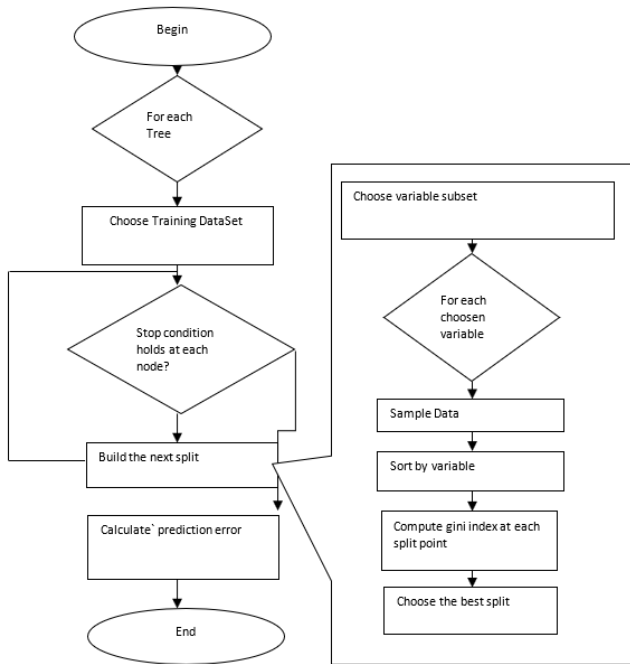 Begin
For each
Tree
Choose Training DataSet
Stop condition
holds at each
node?
Build the next split
Calculate` prediction error
End
Choose variable subset
For each
choosen
variable
Sample Data
Sort by variable
Compute gini index at each
split point
Choose the best split